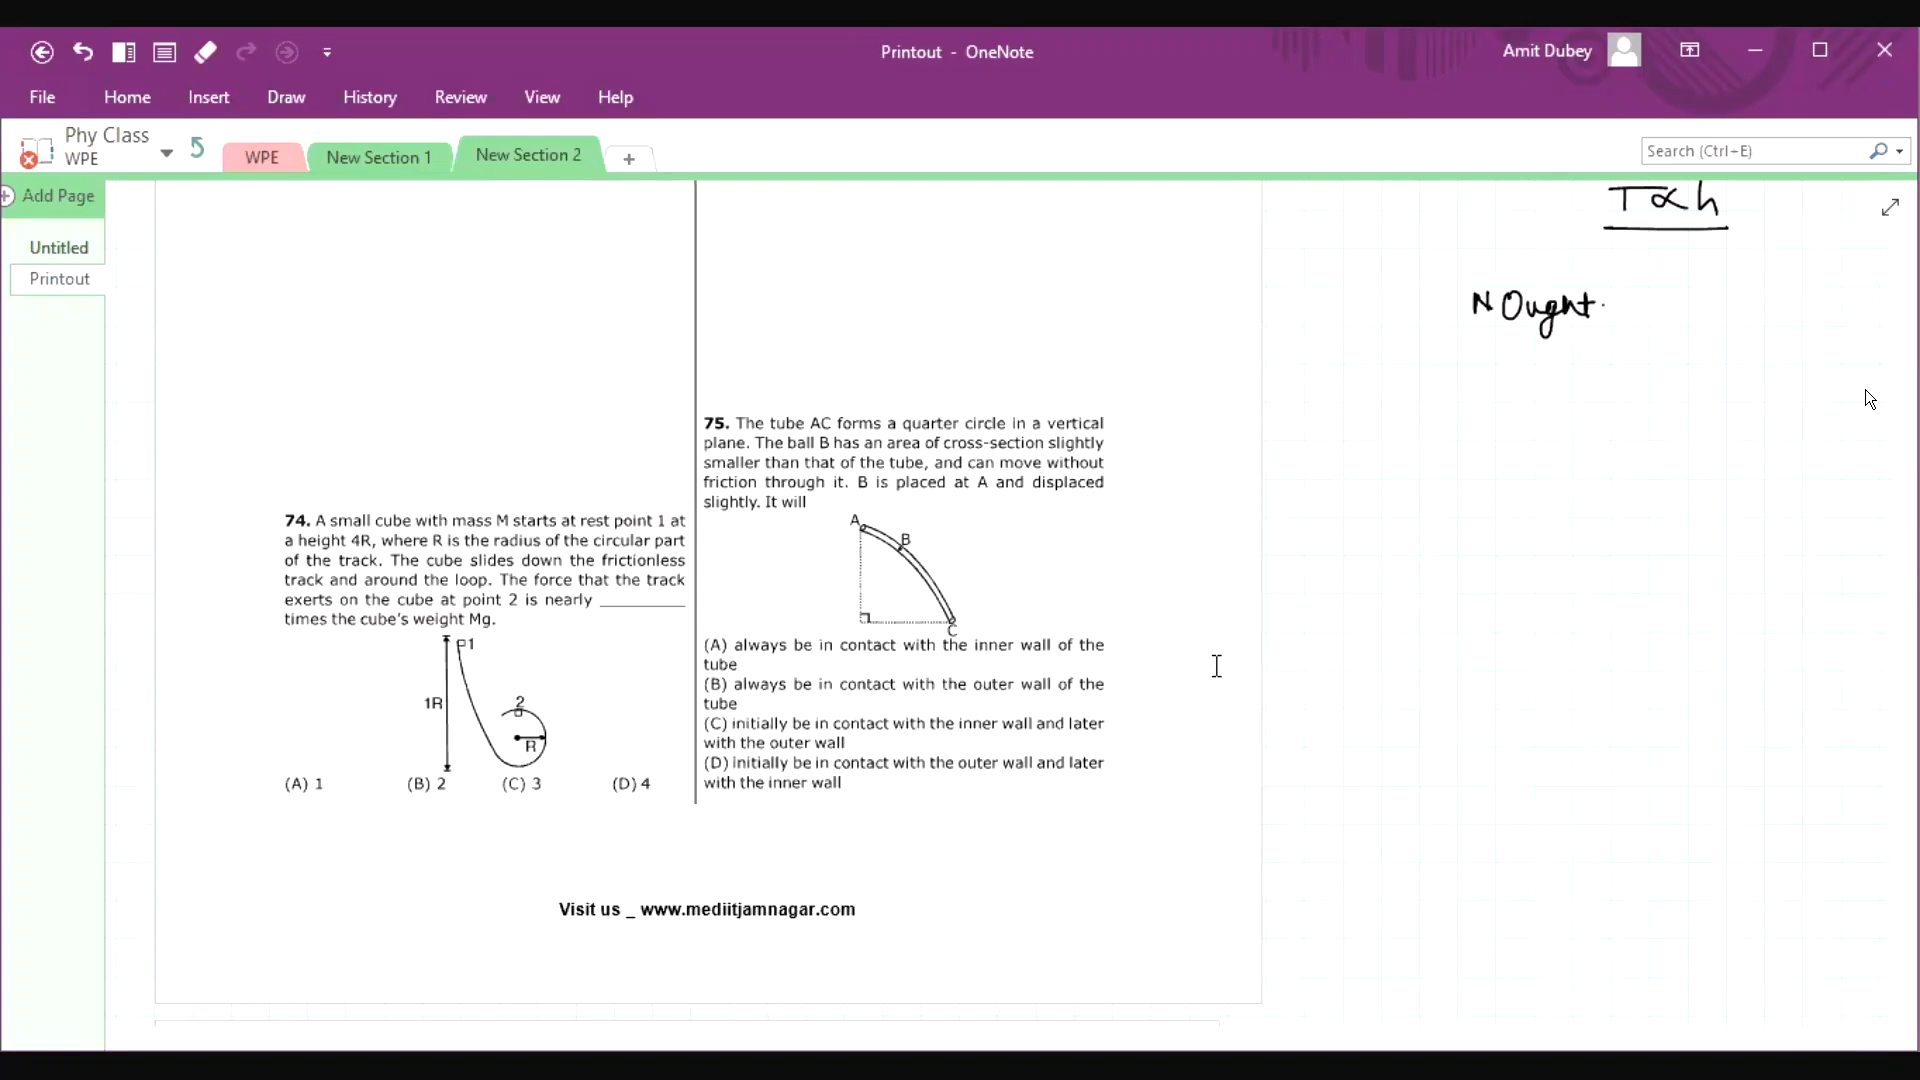 Printout - OneNote
Amit Dubey
File Home Insert Draw History Review View Help
Phy Class
WPE
WPE
New Section 1
New Section 2
Search (Ctrl+E)
Add Page
Untitled
Printout
T∝h
NOught.
74. A small cube with mass M starts at rest point 1 at
a height 4R, where R is the radius of the circular part
of the track. The cube slides down the frictionless
track and around the loop. The force that the track
exerts on the cube at point 2 is nearly __________
times the cube's weight Mg.
1
1R
2
R
(A) 1 (B) 2 (C) 3 (D) 4
75. The tube AC forms a quarter circle in a vertical
plane. The ball B has an area of cross-section slightly
smaller than that of the tube, and can move without
friction through it. B is placed at A and displaced
slightly. It will
A
B
C
(A) always be in contact with the inner wall of the
tube
(B) always be in contact with the outer wall of the
tube
(C) initially be in contact with the inner wall and later
with the outer wall
(D) initially be in contact with the outer wall and later
with the inner wall
Visit us _ www.mediitjamnagar.com